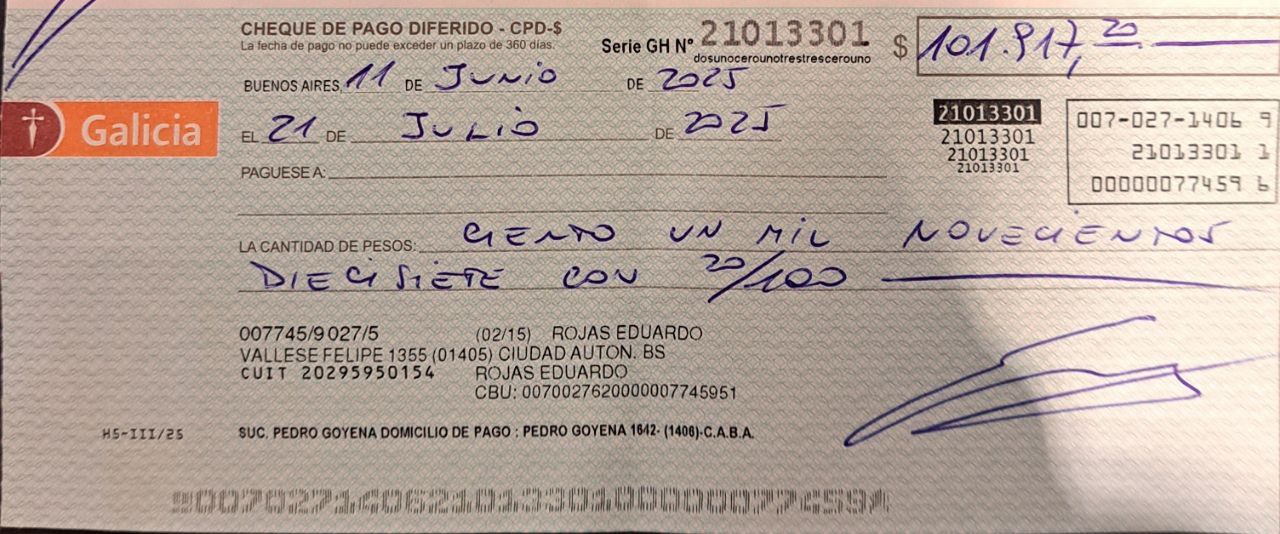 CHEQUE DE PAGO DIFERIDO - CPD-$
La fecha de pago no puede exceder un plazo de 360 días.
Serie GH Nº 21013301
dosunocerounotrestrescerouno
$ 101.917,20
BUENOS AIRES, 11 DE JUNIO DE 2025
Galicia
EL 21 DE JULIO DE 2025
21013301
21013301
21013301
21013301
007-027-1406 9
21013301 1
00000077459 6
PAGUESE A:
LA CANTIDAD DE PESOS: CIENTO UN MIL NOVECIENTOS
DIECISIETE CON 20/100
007745/9 027/5 (02/15) ROJAS EDUARDO
VALLESE FELIPE 1355 (01405) CIUDAD AUTON. BS
CUIT 20295950154 ROJAS EDUARDO
CBU: 0070027620000007745951
HS-III/25
SUC. PEDRO GOYENA DOMICILIO DE PAGO : PEDRO GOYENA 1642- (1406)-C.A.B.A.
007027140621013301000000077459